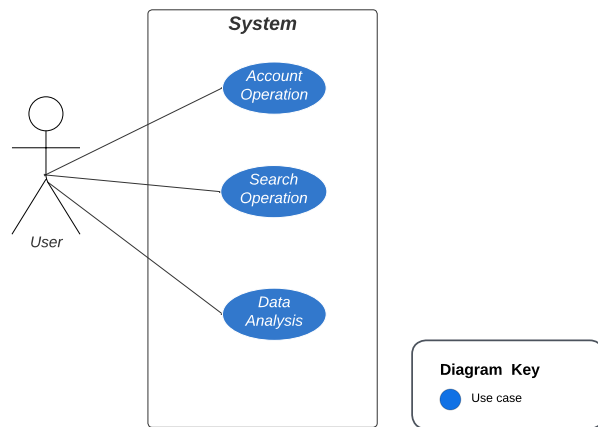 System
Account
Operation
Search
Operation
User
Data
Analysis
Diagram Key
Use case